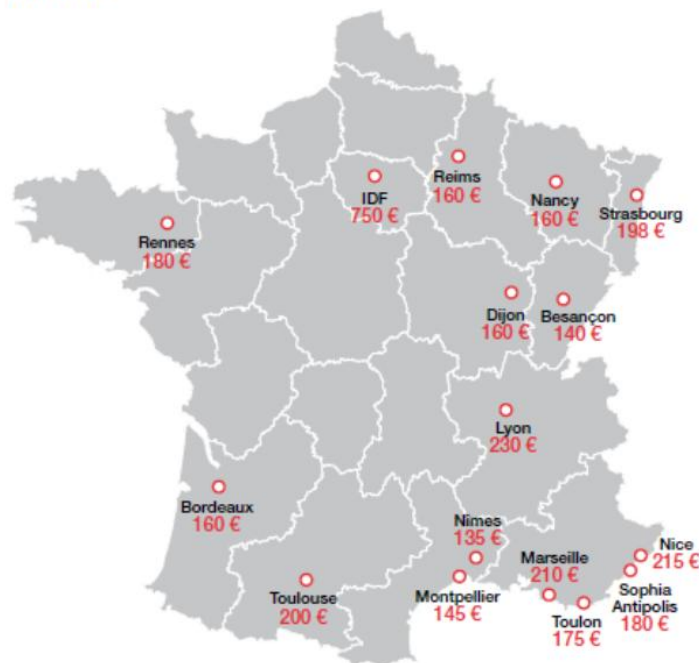 IDF
750 €
Reims
160 €
Nancy
160 €
Strasbourg
198 €
Rennes
180 €
Dijon
160 €
Besançon
140 €
Lyon
230 €
Bordeaux
160 €
Nimes
135 €
Montpellier
145 €
Toulouse
200 €
Marseille
210 €
Toulon
175 €
Nice
215 €
Sophia
Antipolis
180 €